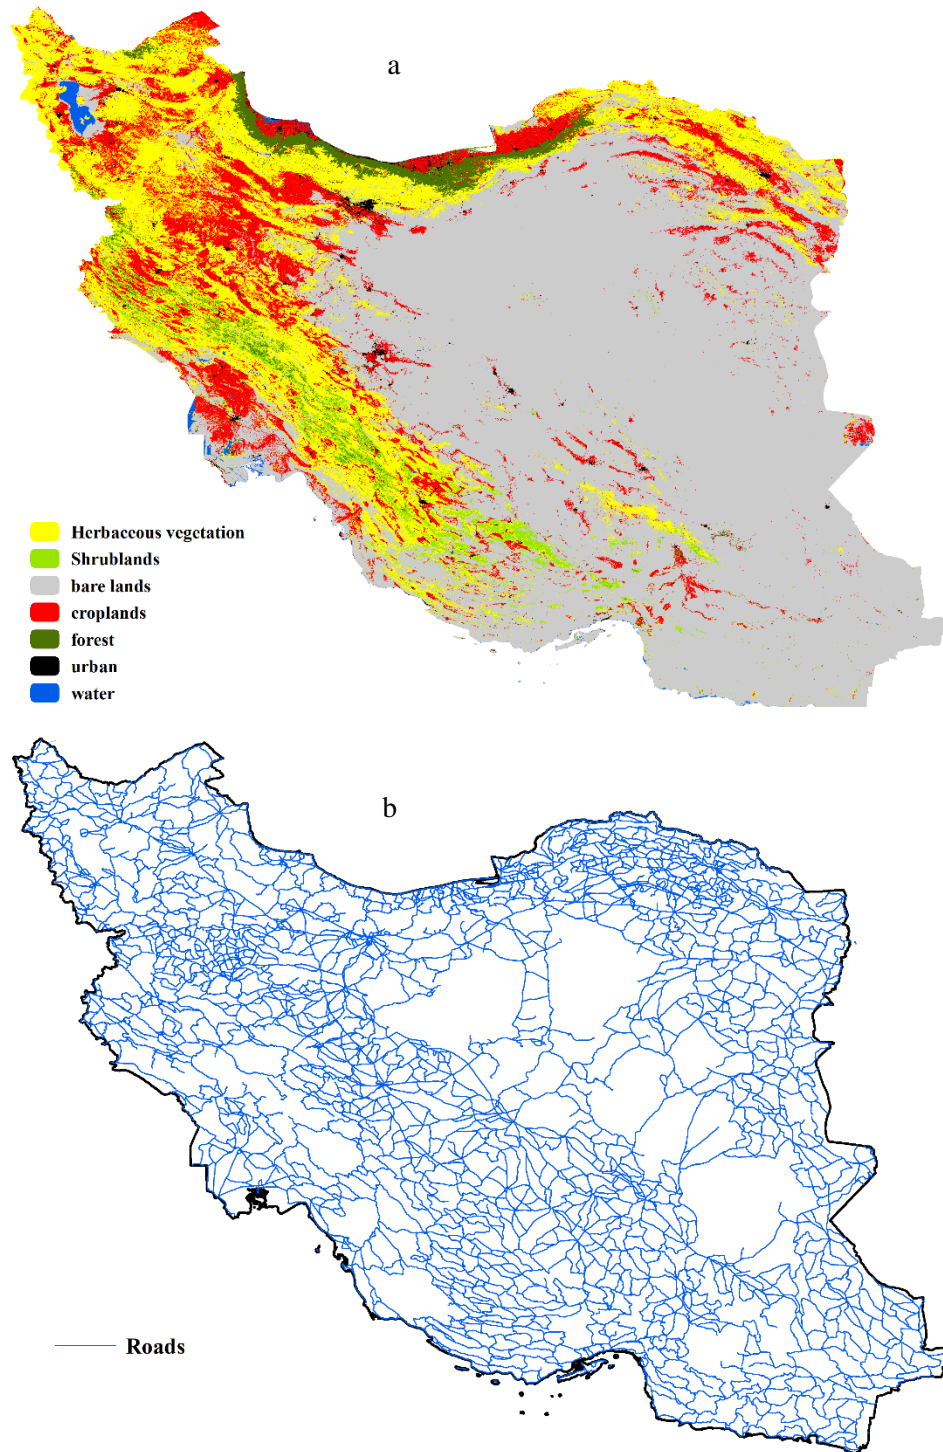 a
Herbaceous vegetation
Shrublands
bare lands
croplands
forest
urban
water
b
Roads